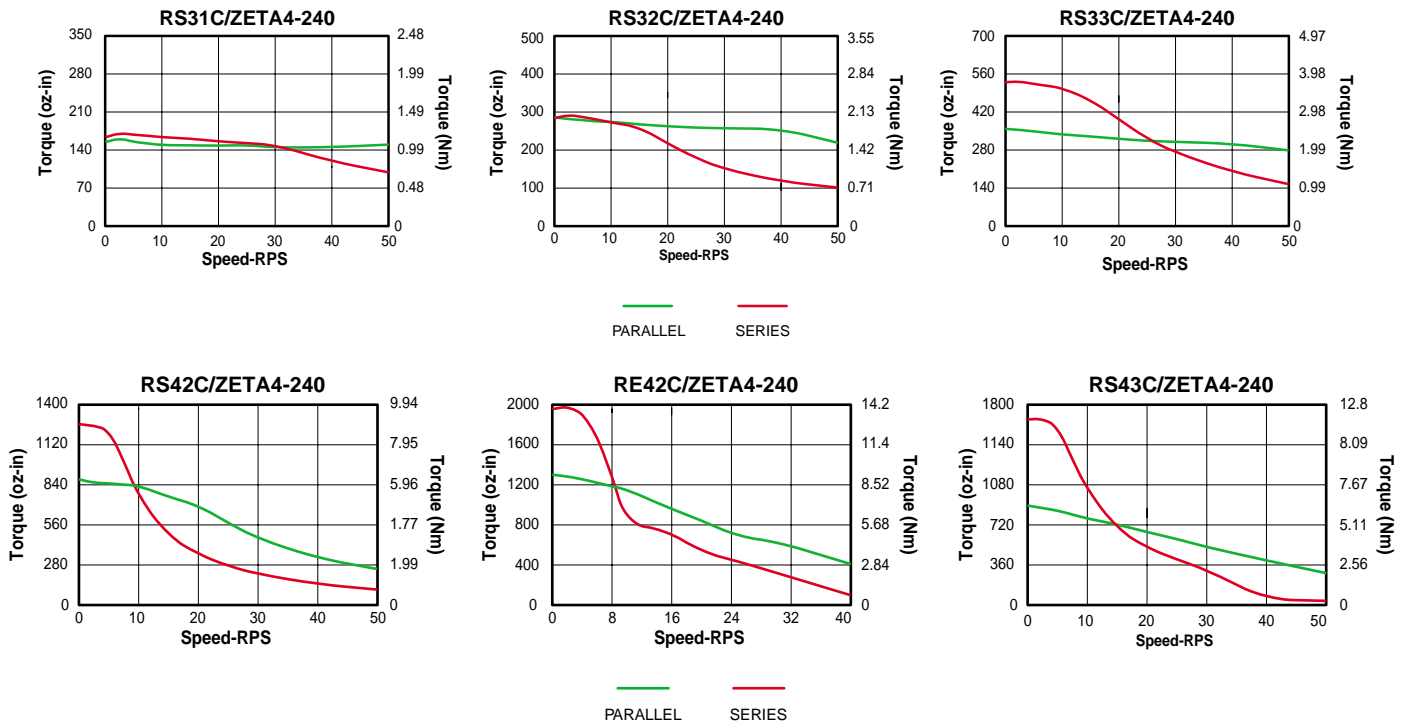 RS31C/ZETA4-240
350
280
210
140
70
0
Torque (oz-in)
2.48
1.99
1.49
0.99
0.48
0
Torque (Nm)
0 10 20 30 40 50
Speed-RPS
RS32C/ZETA4-240
500
400
300
200
100
0
Torque (oz-in)
3.55
2.84
2.13
1.42
0.71
0
Torque (Nm)
0 10 20 30 40 50
Speed-RPS
RS33C/ZETA4-240
700
560
420
280
140
0
Torque (oz-in)
4.97
3.98
2.98
1.99
0.99
0
Torque (Nm)
0 10 20 30 40 50
Speed-RPS
PARALLEL SERIES
RS42C/ZETA4-240
1400
1120
840
560
280
0
Torque (oz-in)
9.94
7.95
5.96
1.77
1.99
0
Torque (Nm)
0 10 20 30 40 50
Speed-RPS
RE42C/ZETA4-240
2000
1600
1200
800
400
0
Torque (oz-in)
14.2
11.4
8.52
5.68
2.84
0
Torque (Nm)
0 8 16 24 32 40
Speed-RPS
RS43C/ZETA4-240
1800
1140
1080
720
360
0
Torque (oz-in)
12.8
8.09
7.67
5.11
2.56
0
Torque (Nm)
0 10 20 30 40 50
Speed-RPS
PARALLEL SERIES